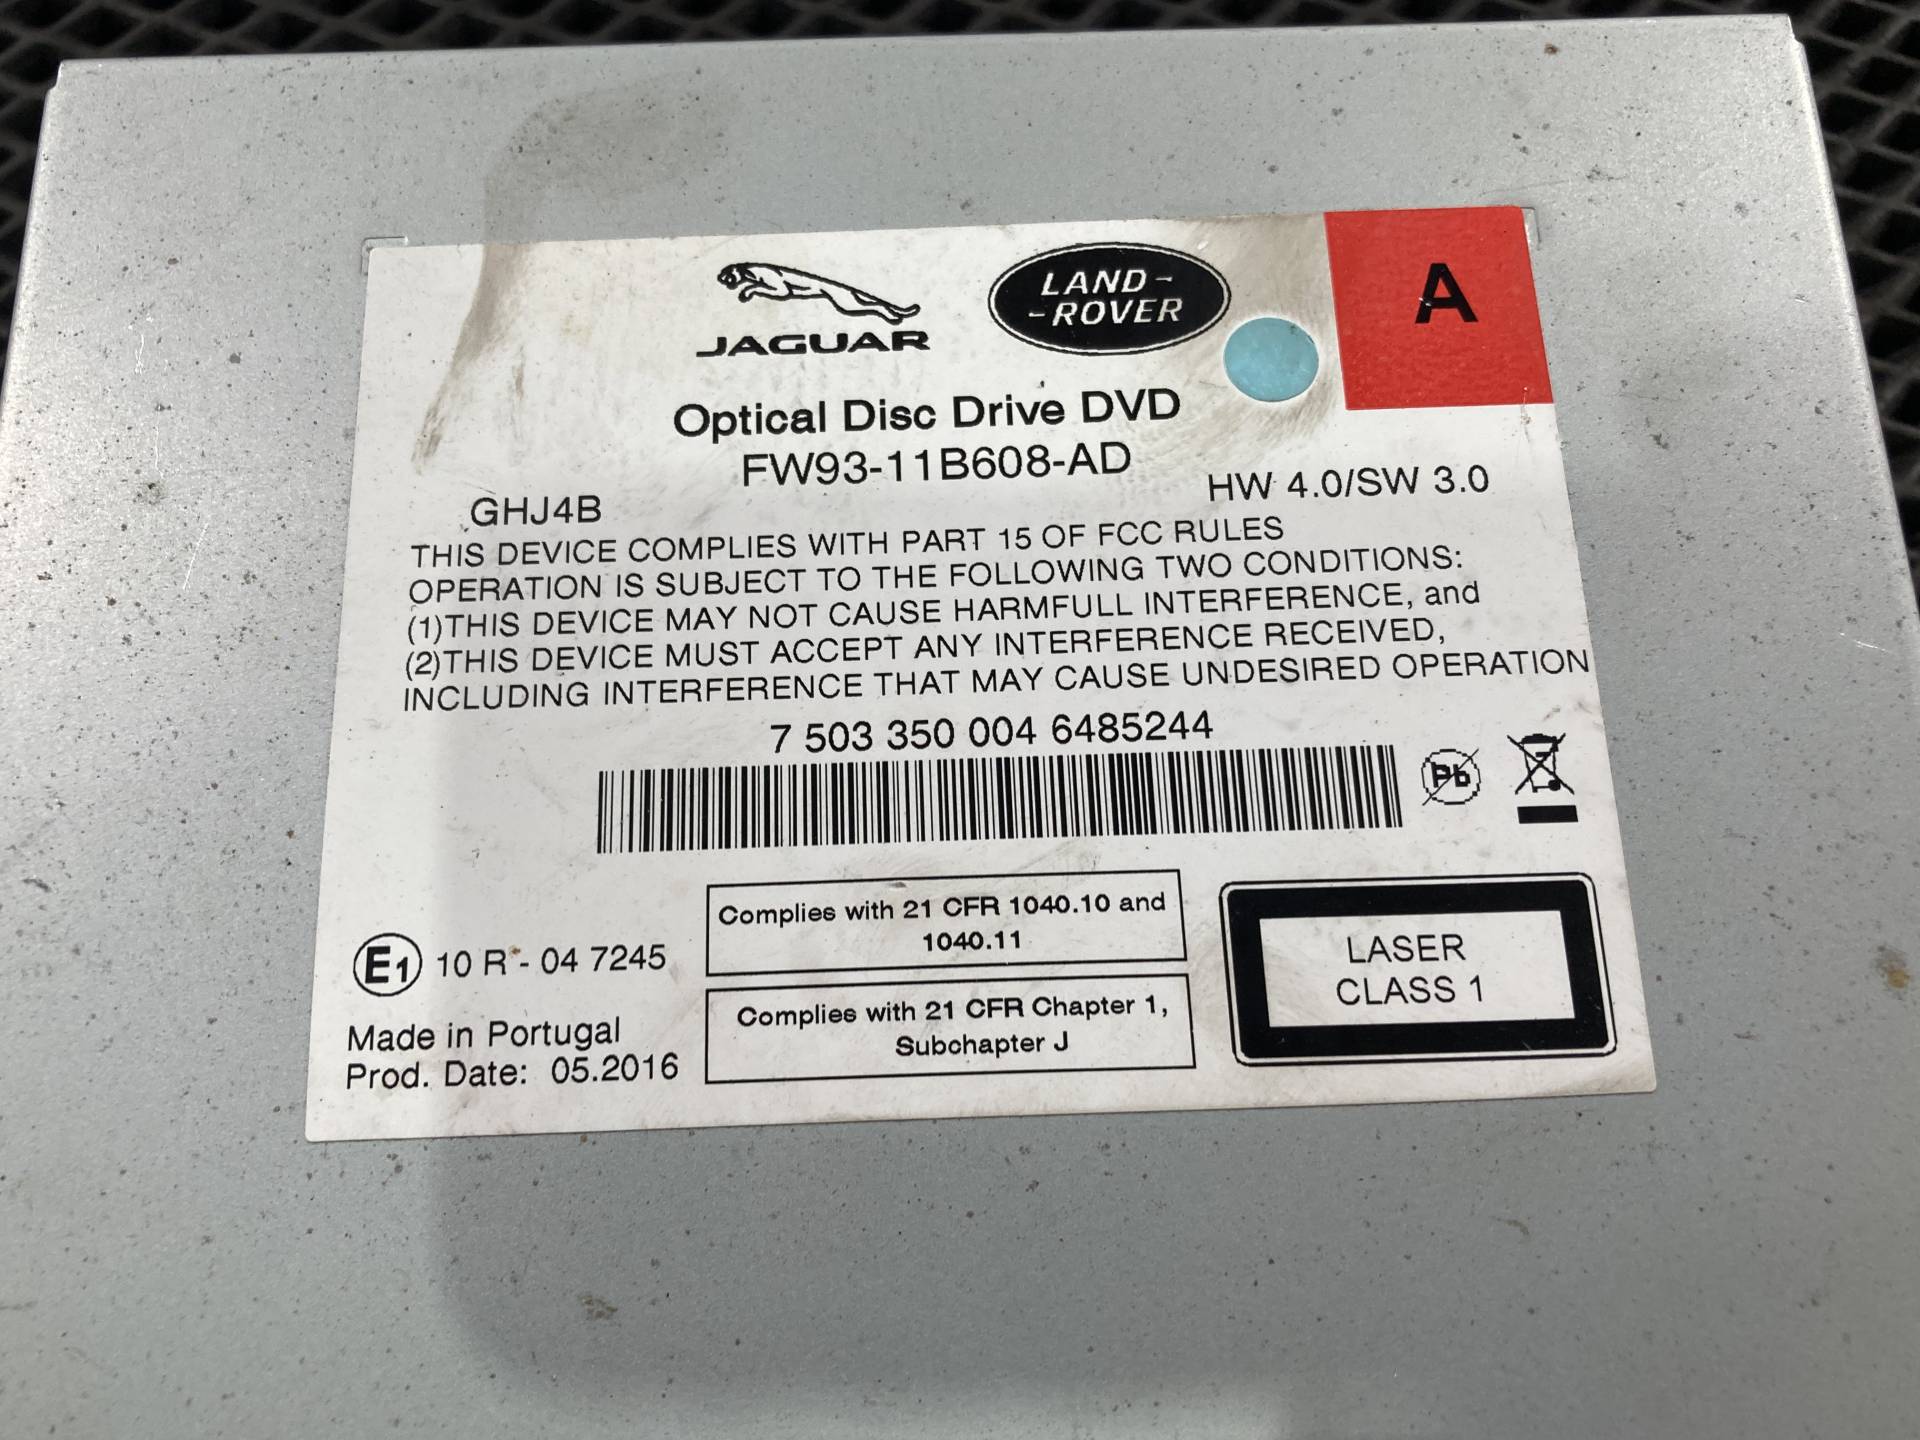 JAGUAR
LAND-
-ROVER
A
Optical Disc Drive DVD
FW93-11B608-AD
GHJ4B
HW 4.0/SW 3.0
THIS DEVICE COMPLIES WITH PART 15 OF FCC RULES
OPERATION IS SUBJECT TO THE FOLLOWING TWO CONDITIONS:
(1)THIS DEVICE MAY NOT CAUSE HARMFULL INTERFERENCE, and
(2)THIS DEVICE MUST ACCEPT ANY INTERFERENCE RECEIVED,
INCLUDING INTERFERENCE THAT MAY CAUSE UNDESIRED OPERATION
7 503 350 004 6485244
Pb
Complies with 21 CFR 1040.10 and
1040.11
LASER
CLASS 1
E1 10 R - 04 7245
Complies with 21 CFR Chapter 1,
Subchapter J
Made in Portugal
Prod. Date: 05.2016